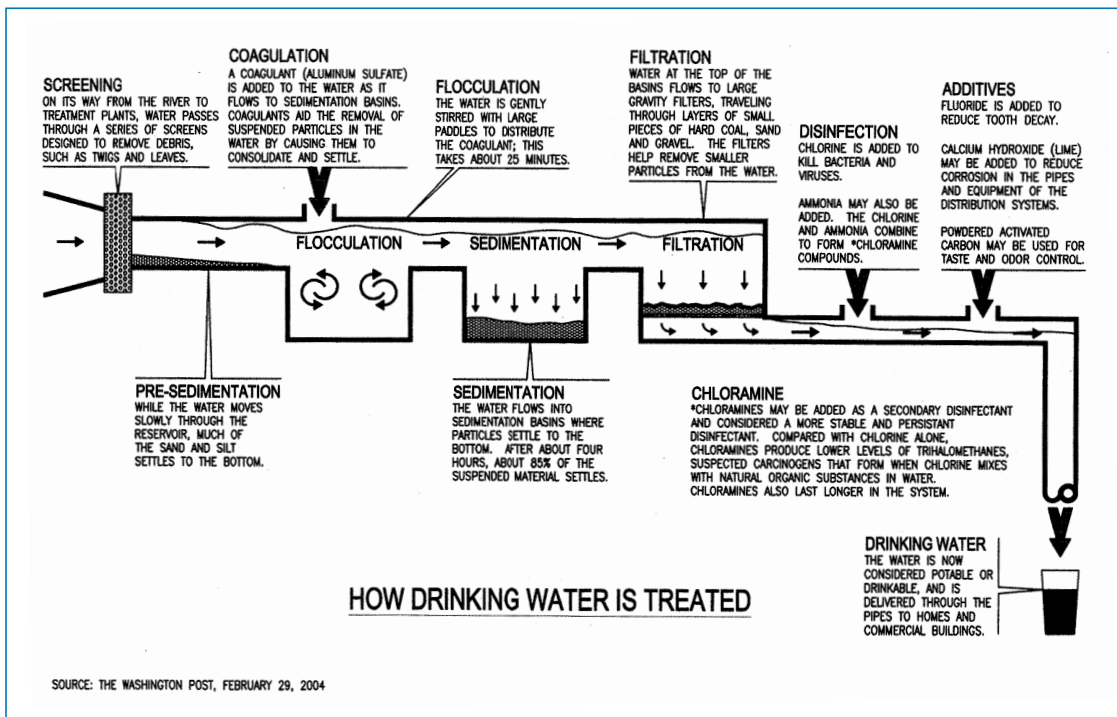 SCREENING
ON ITS WAY FROM THE RIVER TO
TREATMENT PLANTS, WATER PASSES
THROUGH A SERIES OF SCREENS
DESIGNED TO REMOVE DEBRIS,
SUCH AS TWIGS AND LEAVES.
COAGULATION
A COAGULANT (ALUMINUM SULFATE)
IS ADDED TO THE WATER AS IT
FLOWS TO SEDIMENTATION BASINS.
COAGULANTS AID THE REMOVAL OF
SUSPENDED PARTICLES IN THE
WATER BY CAUSING THEM TO
CONSOLIDATE AND SETTLE.
FLOCCULATION
THE WATER IS GENTLY
STIRRED WITH LARGE
PADDLES TO DISTRIBUTE
THE COAGULANT; THIS
TAKES ABOUT 25 MINUTES.
FILTRATION
WATER AT THE TOP OF THE
BASINS FLOWS TO LARGE
GRAVITY FILTERS, TRAVELING
THROUGH LAYERS OF SMALL
PIECES OF HARD COAL, SAND
AND GRAVEL. THE FILTERS
HELP REMOVE SMALLER
PARTICLES FROM THE WATER.
DISINFECTION
CHLORINE IS ADDED TO
KILL BACTERIA AND
VIRUSES.
AMMONIA MAY ALSO BE
ADDED. THE CHLORINE
AND AMMONIA COMBINE
TO FORM *CHLORAMINE
COMPOUNDS.
ADDITIVES
FLUORIDE IS ADDED TO
REDUCE TOOTH DECAY.
CALCIUM HYDROXIDE (LIME)
MAY BE ADDED TO REDUCE
CORROSION IN THE PIPES
AND EQUIPMENT OF THE
DISTRIBUTION SYSTEMS.
POWDERED ACTIVATED
CARBON MAY BE USED FOR
TASTE AND ODOR CONTROL.
FLOCCULATION
SEDIMENTATION
FILTRATION
PRE-SEDIMENTATION
WHILE THE WATER MOVES
SLOWLY THROUGH THE
RESERVOIR, MUCH OF
THE SAND AND SILT
SETTLES TO THE BOTTOM.
SEDIMENTATION
THE WATER FLOWS INTO
SEDIMENTATION BASINS WHERE
PARTICLES SETTLE TO THE
BOTTOM. AFTER ABOUT FOUR
HOURS, ABOUT 85% OF THE
SUSPENDED MATERIAL SETTLES.
CHLORAMINE
*CHLORAMINES MAY BE ADDED AS A SECONDARY DISINFECTANT
AND CONSIDERED A MORE STABLE AND PERSISTANT
DISINFECTANT. COMPARED WITH CHLORINE ALONE,
CHLORAMINES PRODUCE LOWER LEVELS OF TRIHALOMETHANES,
SUSPECTED CARCINOGENS THAT FORM WHEN CHLORINE MIXES
WITH NATURAL ORGANIC SUBSTANCES IN WATER.
CHLORAMINES ALSO LAST LONGER IN THE SYSTEM.
DRINKING WATER
THE WATER IS NOW
CONSIDERED POTABLE OR
DRINKABLE, AND IS
DELIVERED THROUGH THE
PIPES TO HOMES AND
COMMERCIAL BUILDINGS.
HOW DRINKING WATER IS TREATED
SOURCE: THE WASHINGTON POST, FEBRUARY 29, 2004